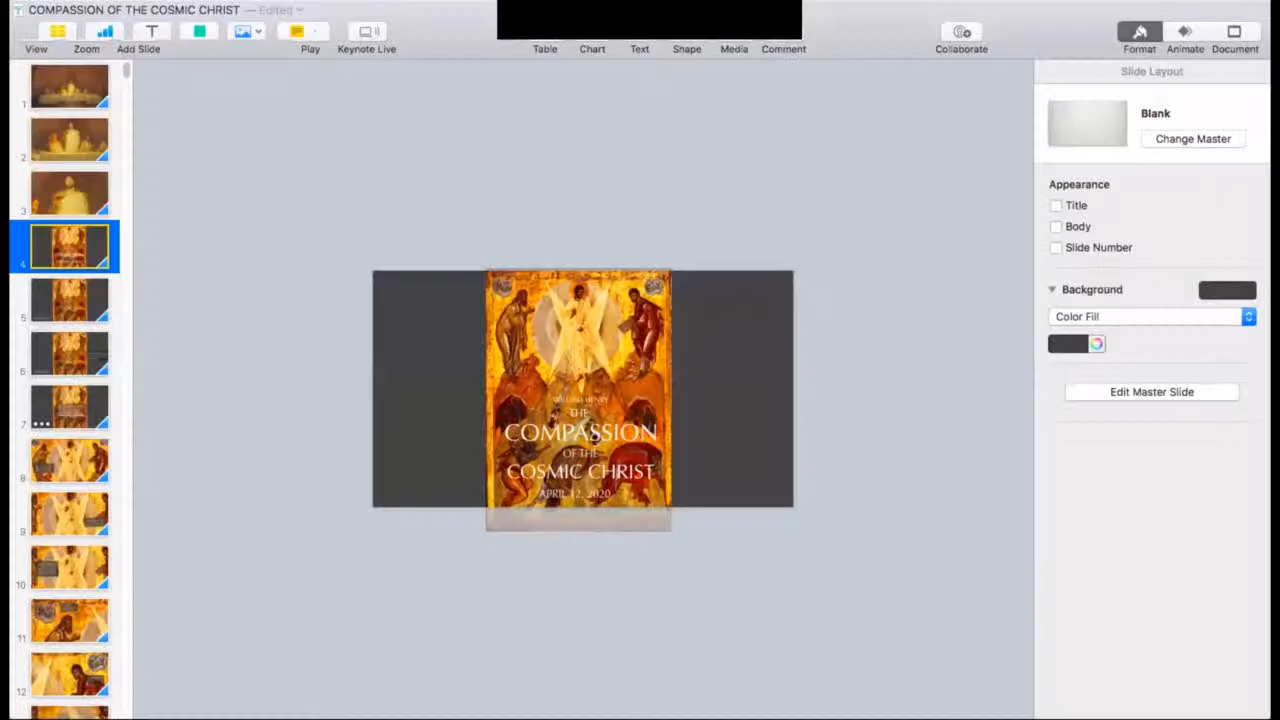 COMPASSION OF THE COSMIC CHRIST — Edited
View
Zoom
Add Slide
Play
Keynote Live
Table
Chart
Text
Shape
Media
Comment
Collaborate
Format
Animate
Document
1
2
3
4
5
6
7
8
9
10
11
12
WILLIAM HENRY
THE
COMPASSION
OF THE
COSMIC CHRIST
APRIL 12, 2020
Slide Layout
Blank
Change Master
Appearance
Title
Body
Slide Number
Background
Color Fill
Edit Master Slide